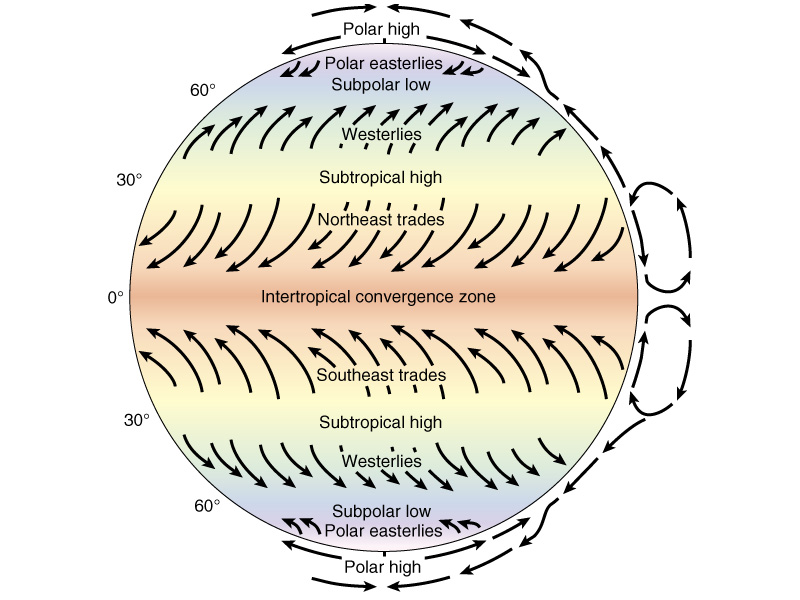 Polar high
Polar easterlies
60° Subpolar low
Westerlies
30° Subtropical high
Northeast trades
0° Intertropical convergence zone
Southeast trades
30° Subtropical high
Westerlies
60° Subpolar low
Polar easterlies
Polar high